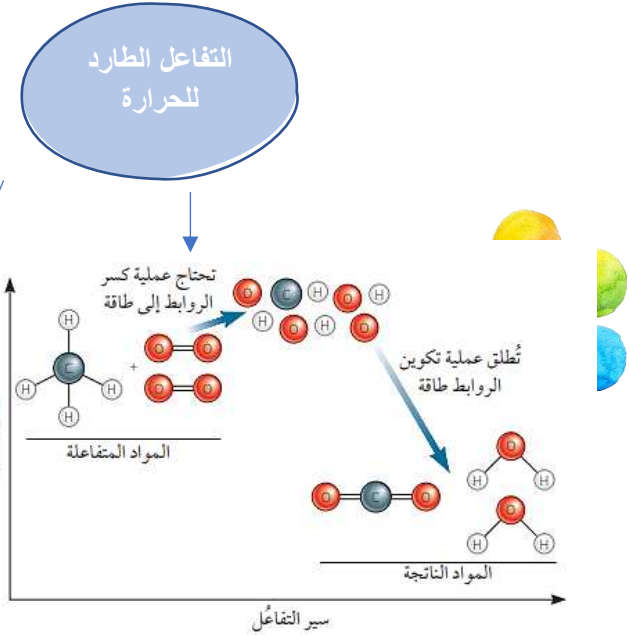 التفاعل الطارد
للحرارة
تحتاج عملية كسر
الروابط إلى طاقة
O C H O H
H O H O
H
H C H
H
+
O O
O O
المواد المتفاعلة
تُطلق عملية تكوين
الروابط طاقة
O
H H
O C O
O
H H
المواد الناتجة
سير التفاعُل